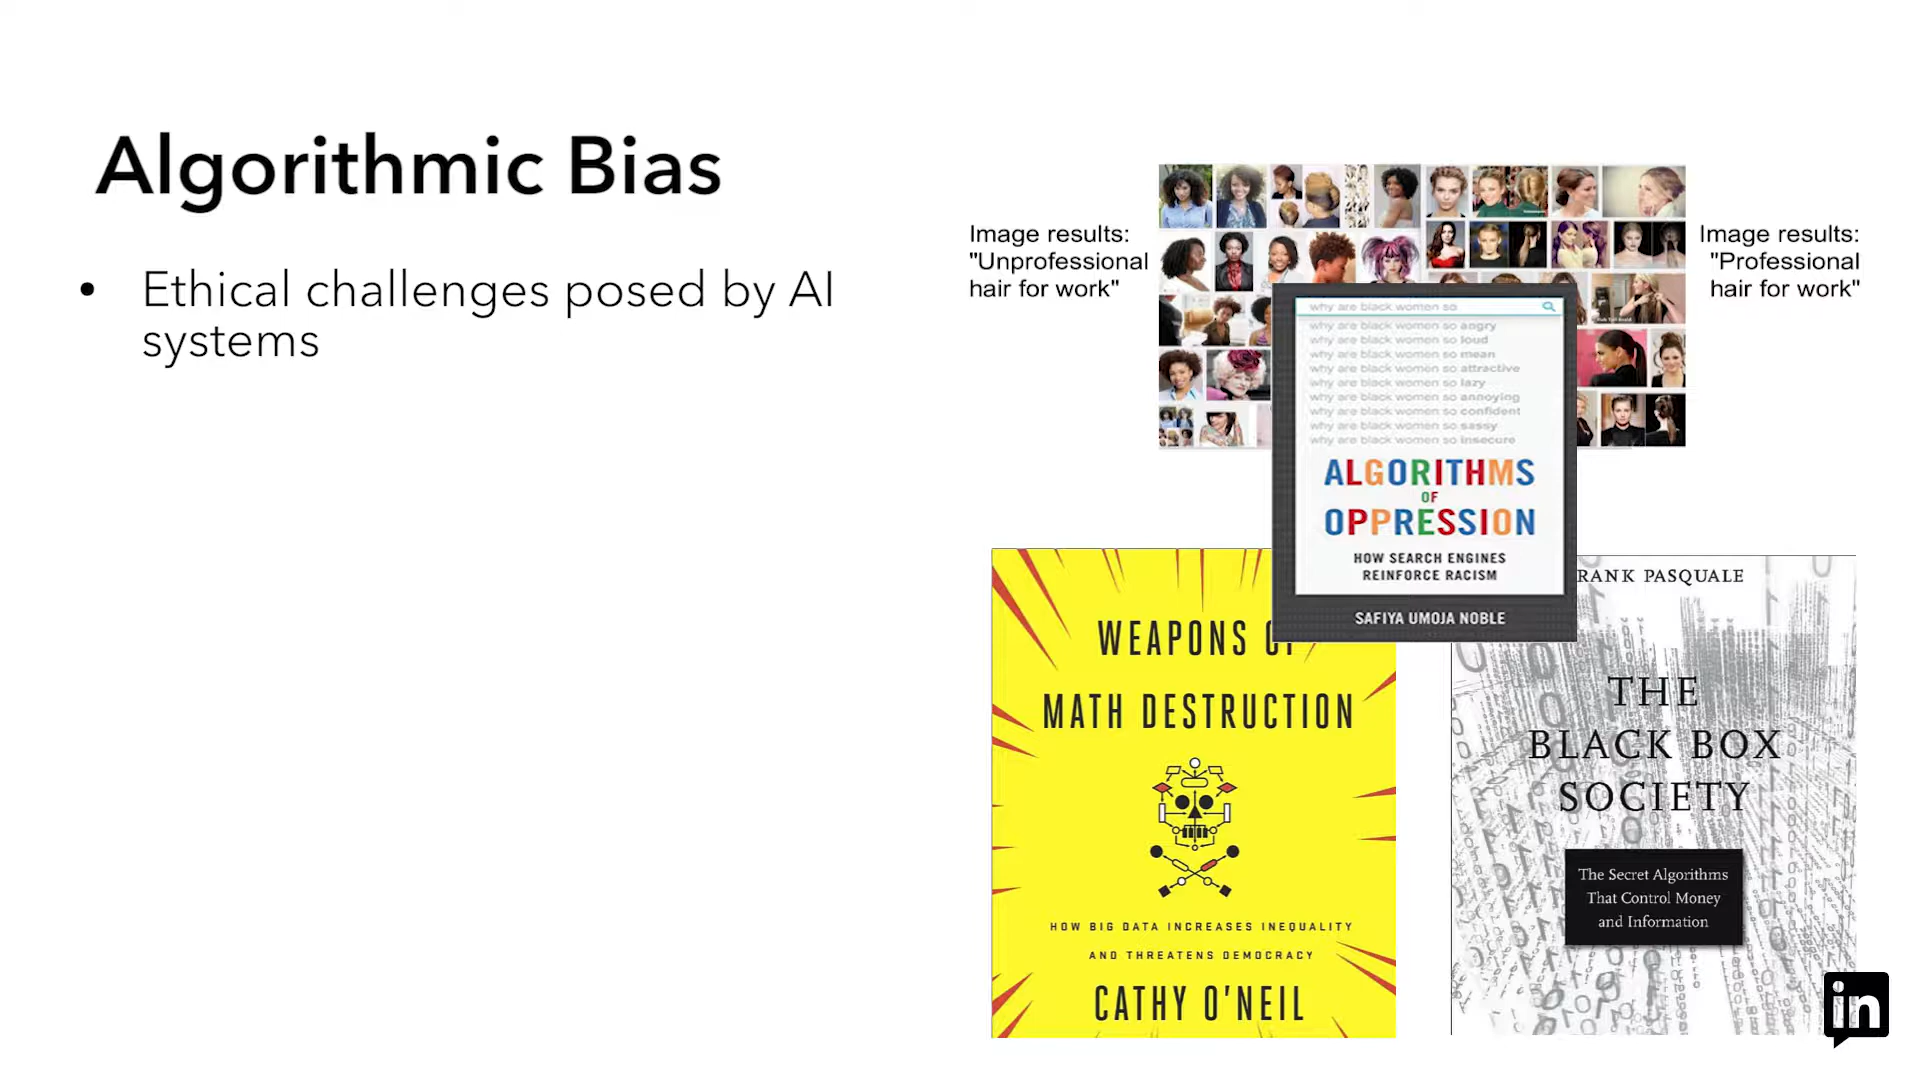 Algorithmic Bias
• Ethical challenges posed by AI
systems
Image results:
"Unprofessional
hair for work"
Image results:
"Professional
hair for work"
why are black women so
why are black women so angry
why are black women so loud
why are black women so mean
why are black women so attractive
why are black women so lazy
why are black women so annoying
why are black women so confident
why are black women so sassy
why are black women so insecure
ALGORITHMS
OF
OPPRESSION
HOW SEARCH ENGINES
REINFORCE RACISM
SAFIYA UMOJA NOBLE
WEAPONS OF
MATH DESTRUCTION
HOW BIG DATA INCREASES INEQUALITY
AND THREATENS DEMOCRACY
CATHY O'NEIL
RANK PASQUALE
THE
BLACK BOX
SOCIETY
The Secret Algorithms
That Control Money
and Information
in